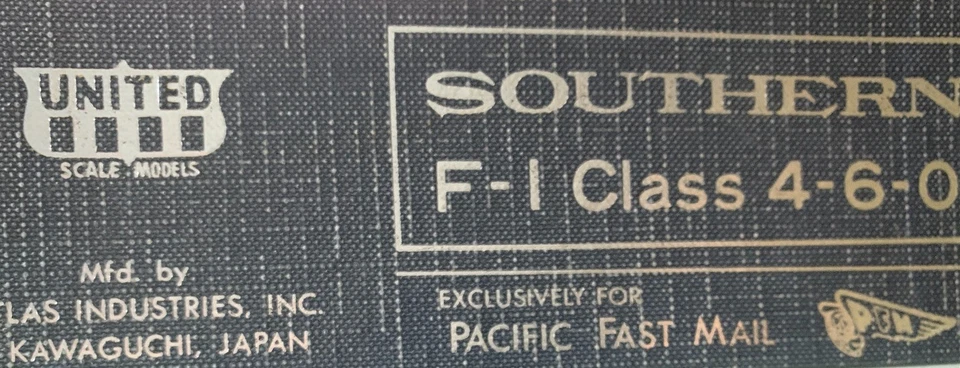 UNITED
SCALE MODELS
Mfd. by
TLAS INDUSTRIES, INC.
KAWAGUCHI, JAPAN
SOUTHERN
F-1 Class 4-6-0
EXCLUSIVELY FOR
PACIFIC FAST MAIL
PFM